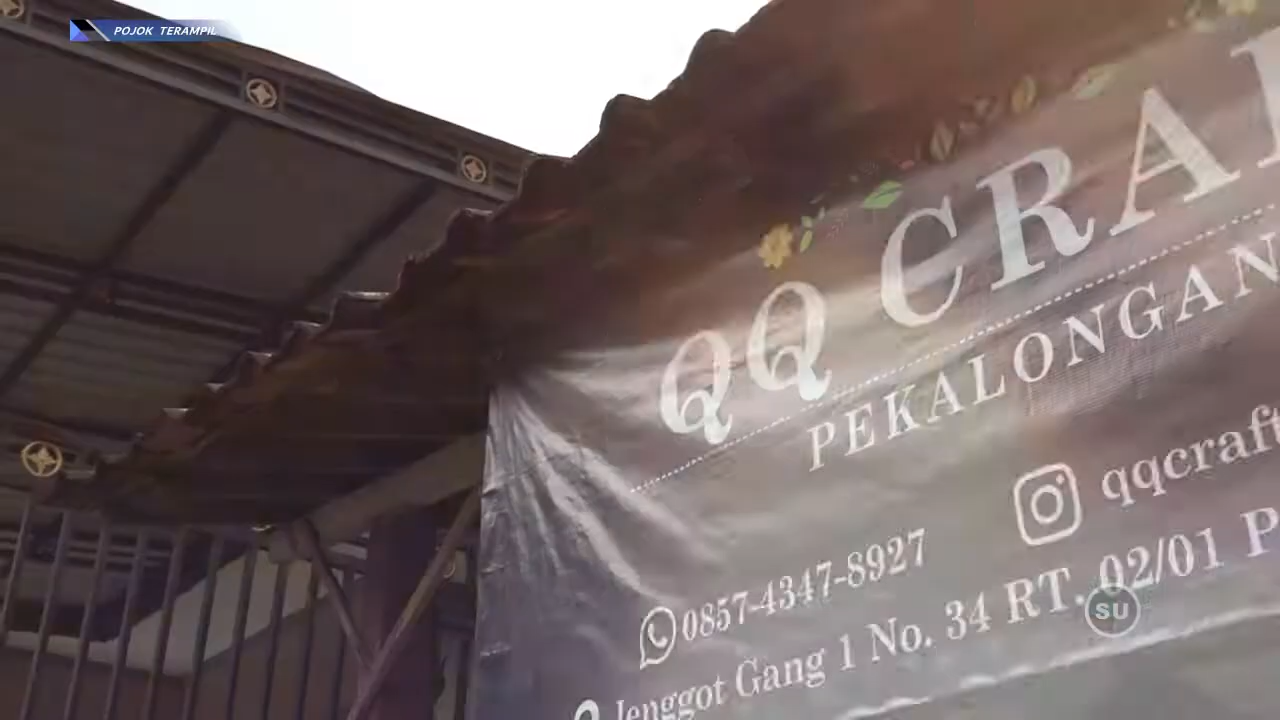 POJOK TERAMPIL
QQ CRA
PEKALONGAN
qqcraft
0857-4347-8927
Jenggot Gang 1 No. 34 RT. 02/01 P
SU